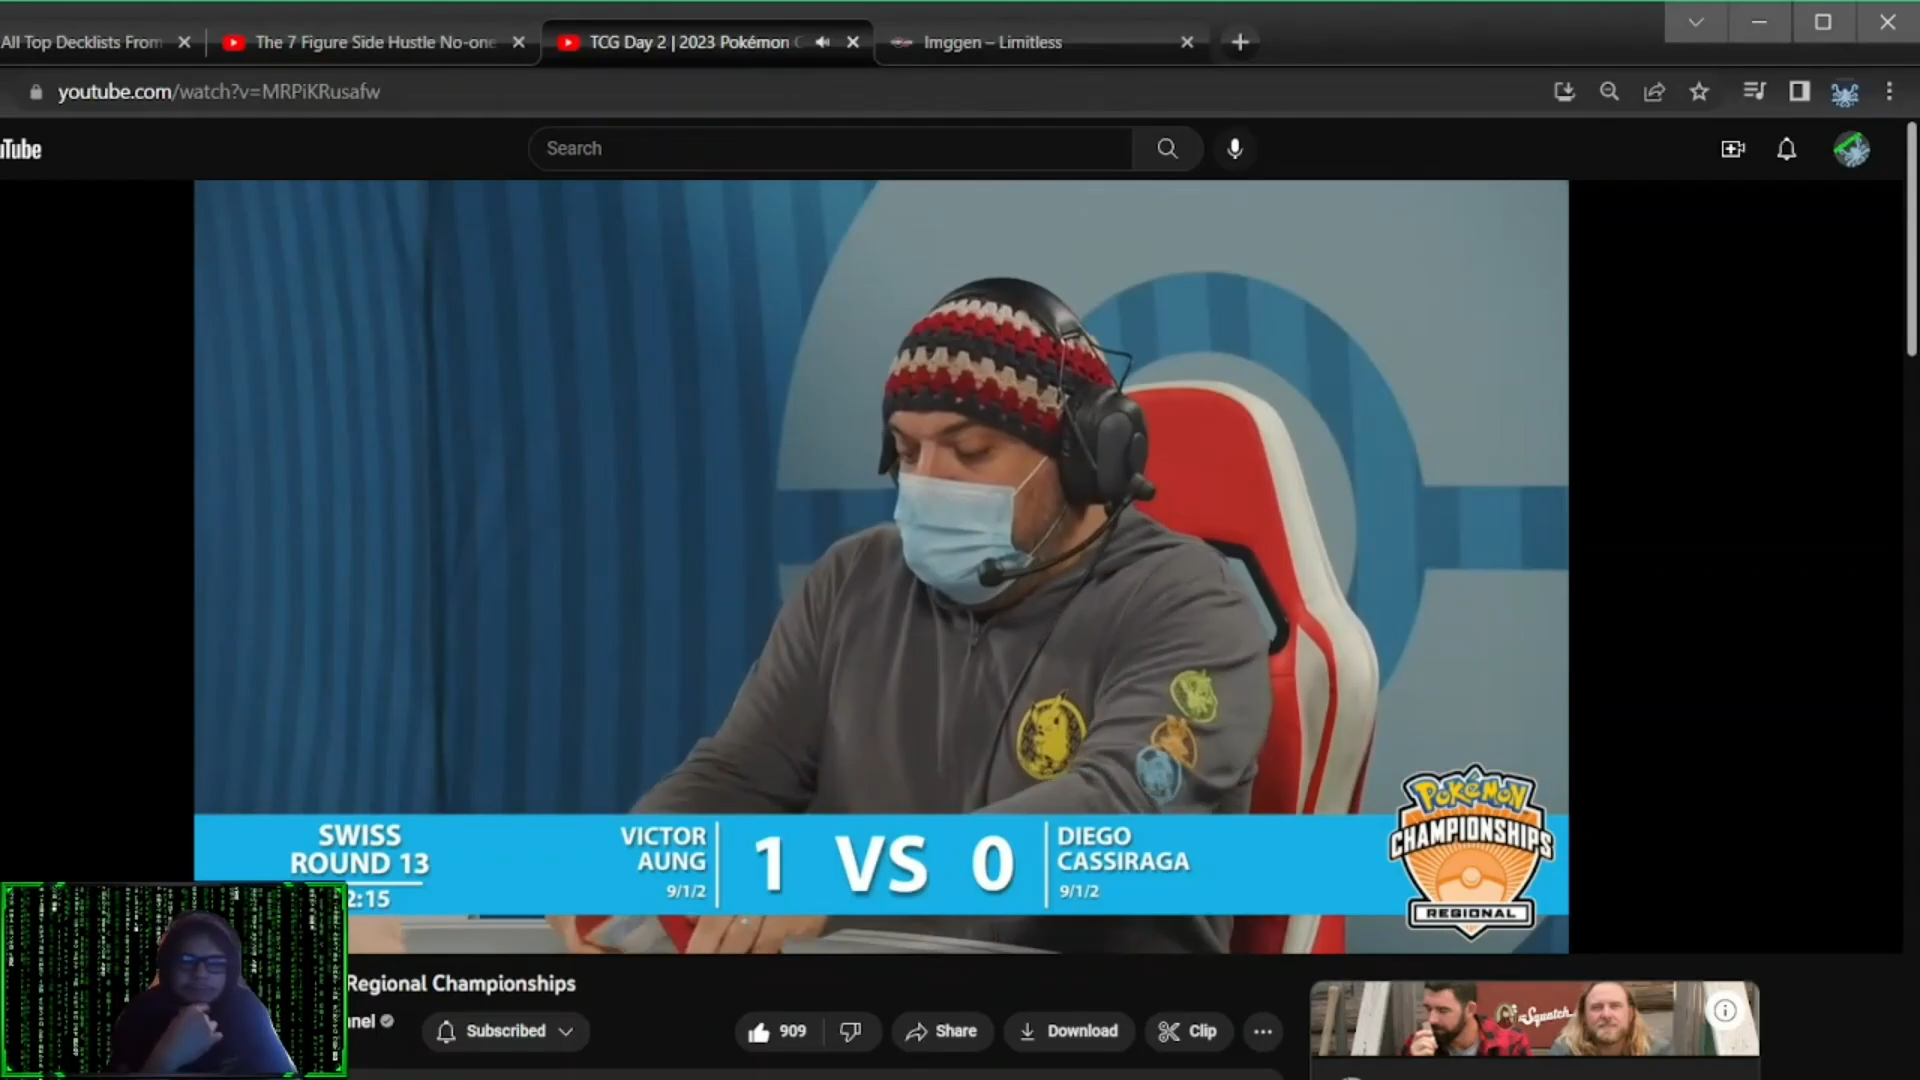 All Top Decklists From
The 7 Figure Side Hustle No-one
TCG Day 2 | 2023 Pokémon C
Imggen – Limitless
youtube.com/watch?v=MRPiKRusafw
uTube
Search
SWISS
ROUND 13
2:15
VICTOR
AUNG
9/1/2
1 VS 0
DIEGO
CASSIRAGA
9/1/2
POKÉMON
CHAMPIONSHIPS
REGIONAL
Regional Championships
nel
Subscribed
909
Share
Download
Clip
Squatch